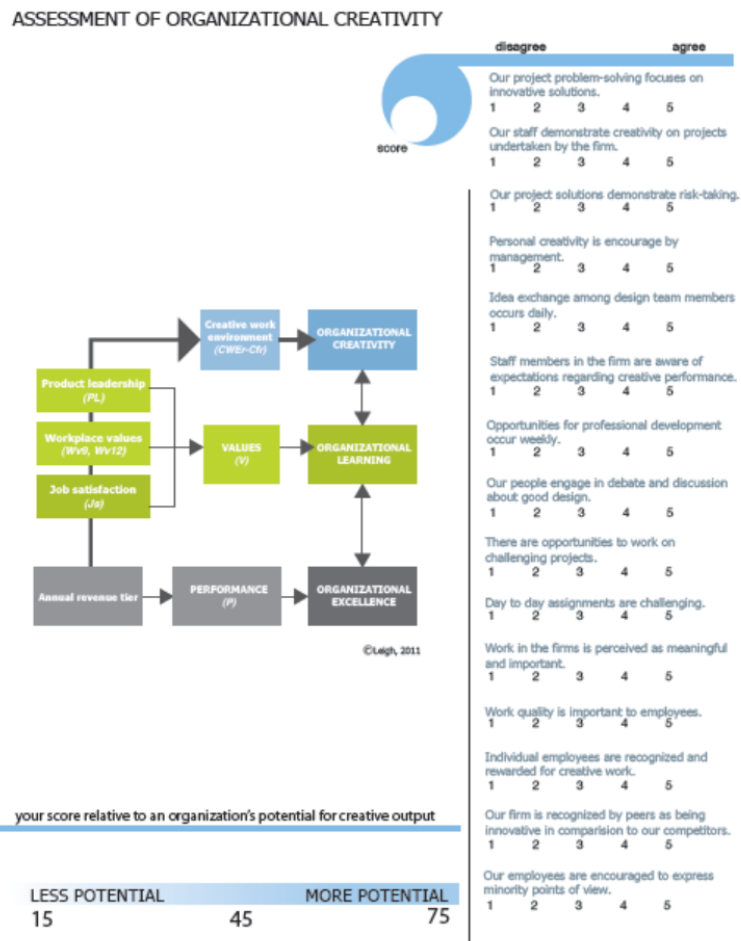 ASSESSMENT OF ORGANIZATIONAL CREATIVITY
disagree agree
score
Our project problem-solving focuses on
innovative solutions.
1 2 3 4 5
Our staff demonstrate creativity on projects
undertaken by the firm.
1 2 3 4 5
Our project solutions demonstrate risk-taking.
1 2 3 4 5
Personal creativity is encourage by
management.
1 2 3 4 5
Idea exchange among design team members
occurs daily.
1 2 3 4 5
Staff members in the firm are aware of
expectations regarding creative performance.
1 2 3 4 5
Opportunities for professional development
occur weekly.
1 2 3 4 5
Our people engage in debate and discussion
about good design.
1 2 3 4 5
There are opportunities to work on
challenging projects.
1 2 3 4 5
Day to day assignments are challenging.
1 2 3 4 5
Work in the firms is perceived as meaningful
and important.
1 2 3 4 5
Work quality is important to employees.
1 2 3 4 5
Individual employees are recognized and
rewarded for creative work.
1 2 3 4 5
Our firm is recognized by peers as being
innovative in comparision to our competitors.
1 2 3 4 5
Our employees are encouraged to express
minority points of view.
1 2 3 4 5
Creative work
environment
(CWEr-Cfr)
ORGANIZATIONAL
CREATIVITY
Product leadership
(PL)
Workplace values
(Wv9, Wv12)
Job satisfaction
(Js)
VALUES
(V)
ORGANIZATIONAL
LEARNING
Annual revenue tier
PERFORMANCE
(P)
ORGANIZATIONAL
EXCELLENCE
©Leigh, 2011
your score relative to an organization's potential for creative output
LESS POTENTIAL MORE POTENTIAL
15 45 75